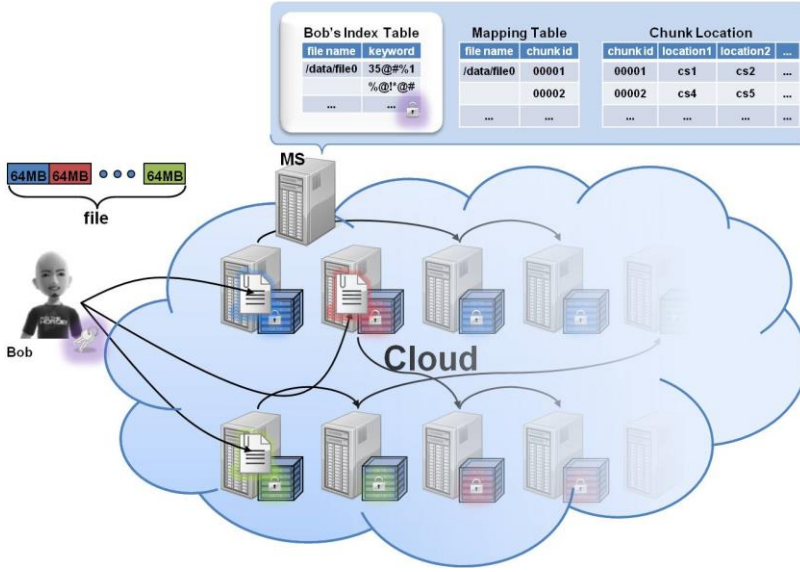 Bob's Index Table
file name keyword
/data/file0 35@#%1
%@!*@#
... ...
Mapping Table
file name chunk id
/data/file0 00001
00002
... ...
Chunk Location
chunk id location1 location2 ...
00001 cs1 cs2 ...
00002 cs4 cs5 ...
... ... ... ...
MS
64MB 64MB 64MB
file
Bob
Cloud